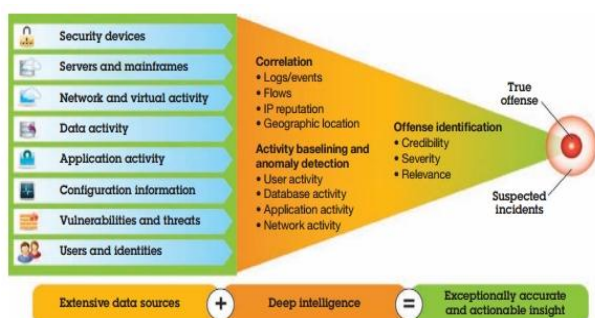 Security devices
Servers and mainframes
Network and virtual activity
Data activity
Application activity
Configuration information
Vulnerabilities and threats
Users and identities
Correlation
• Logs/events
• Flows
• IP reputation
• Geographic location
Activity baselining and
anomaly detection
• User activity
• Database activity
• Application activity
• Network activity
Offense identification
• Credibility
• Severity
• Relevance
True
offense
Suspected
incidents
Extensive data sources
+
Deep intelligence
=
Exceptionally accurate
and actionable insight